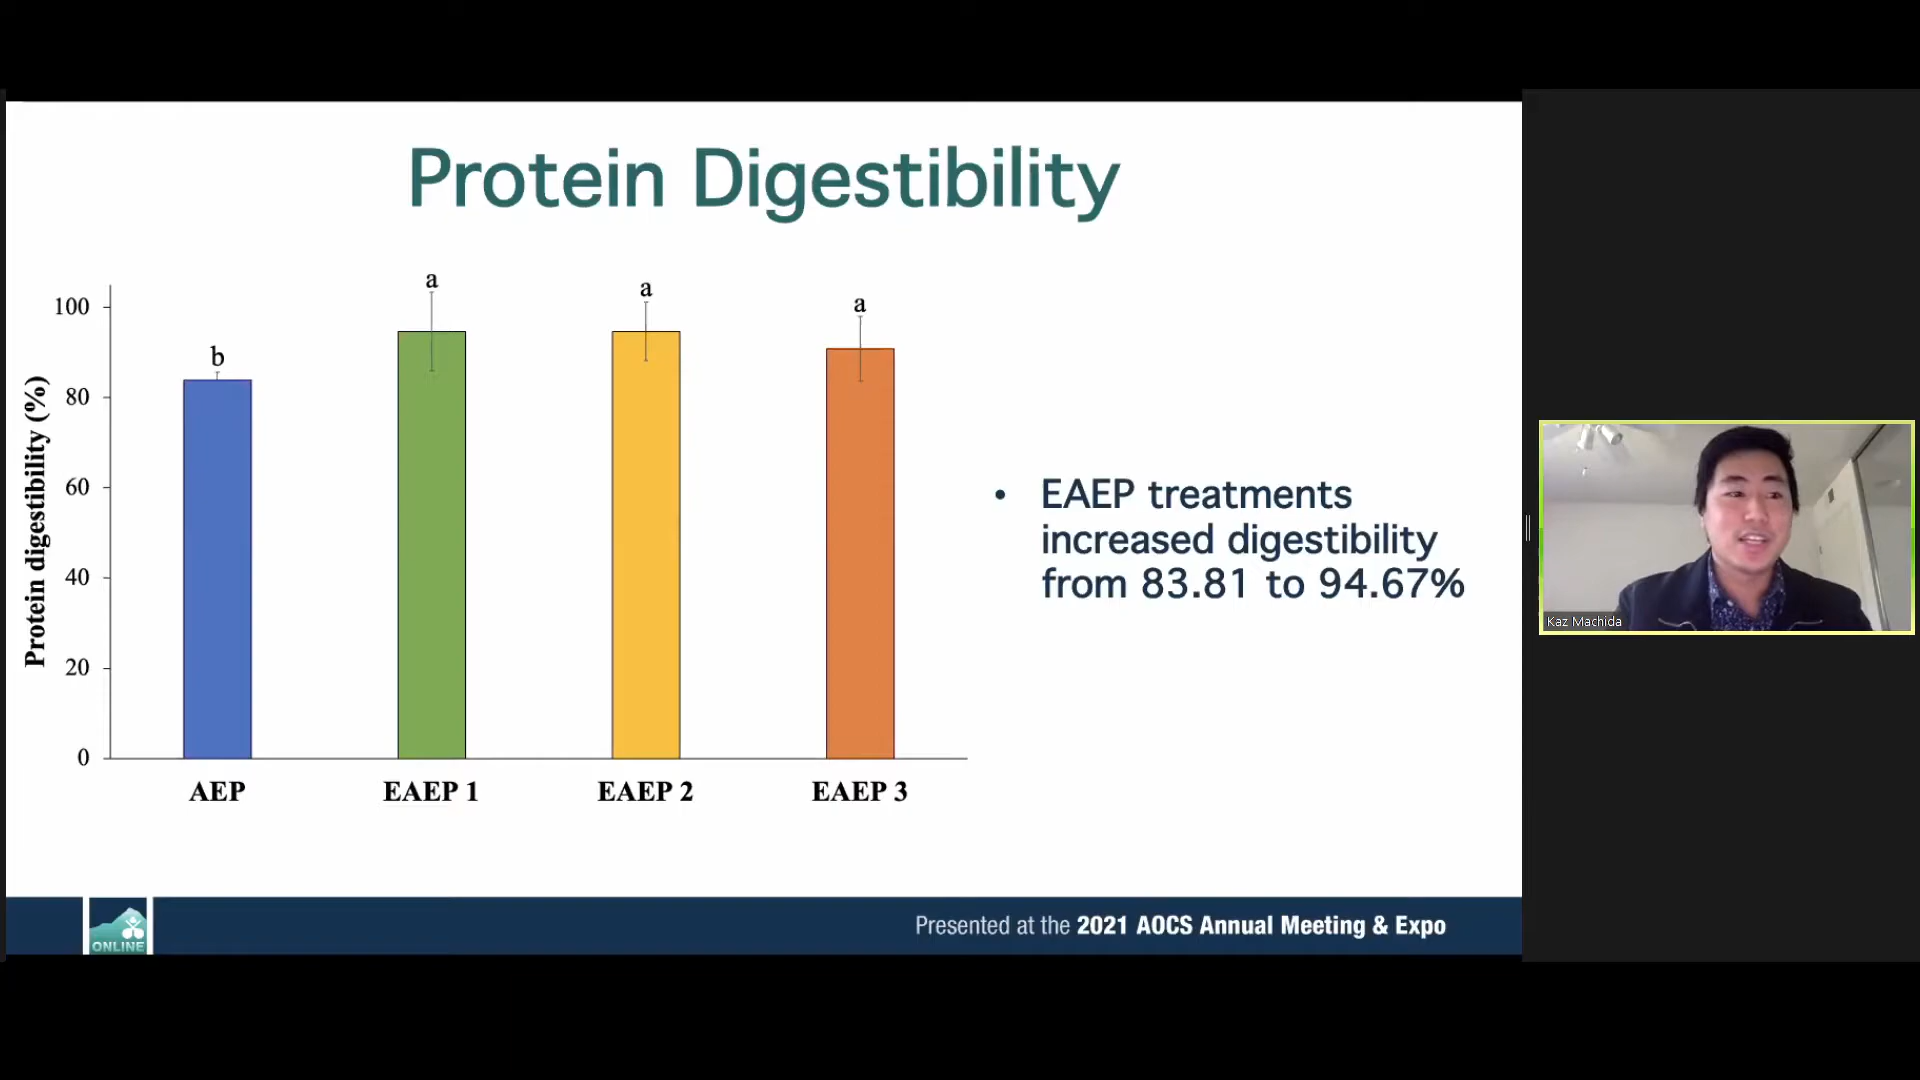 Protein Digestibility
Protein digestibility (%)
100
80
60
40
20
0
b
a
a
a
AEP
EAEP 1
EAEP 2
EAEP 3
• EAEP treatments
increased digestibility
from 83.81 to 94.67%
Kaz Machida
ONLINE
Presented at the 2021 AOCS Annual Meeting & Expo